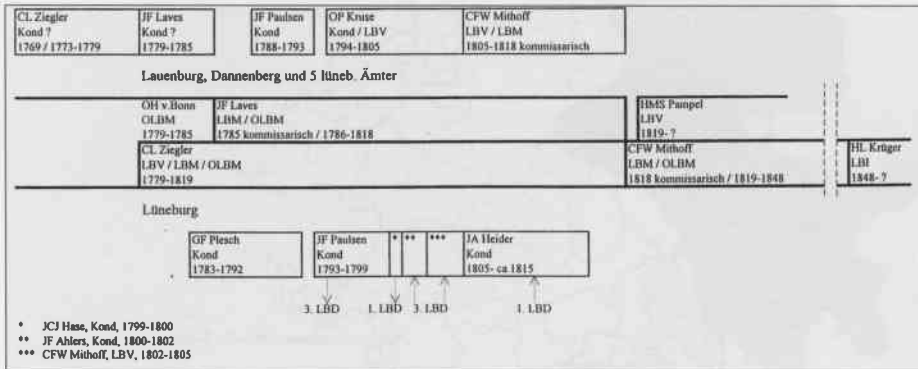 CL Ziegler
Kond ?
1769 / 1773-1779
JF Laves
Kond ?
1779-1785
JF Paulsen
Kond
1788-1793
OP Kruse
Kond / LBV
1794-1805
CFW Mithoff
LBV / LBM
1805-1818 kommissarisch
Lauenburg, Dannenberg und 5 lüneb. Ämter
OH v.Bonn
OLBM
1779-1785
JF Laves
LBM / OLBM
1785 kommissarisch / 1786-1818
HMS Pampel
LBV
1819- ?
CL Ziegler
LBV / LBM / OLBM
1779-1819
CFW Mithoff
LBM / OLBM
1818 kommissarisch / 1819-1848
HL Krüger
LBI
1848- ?
Lüneburg
GF Plesch
Kond
1783-1792
JF Paulsen
Kond
1793-1799
*
**
***
JA Heider
Kond
1805- ca 1815
3. LBD
1. LBD
3. LBD
1. LBD
* JCJ Hase, Kond, 1799-1800
** JF Ahlers, Kond, 1800-1802
*** CFW Mithoff, LBV, 1802-1805